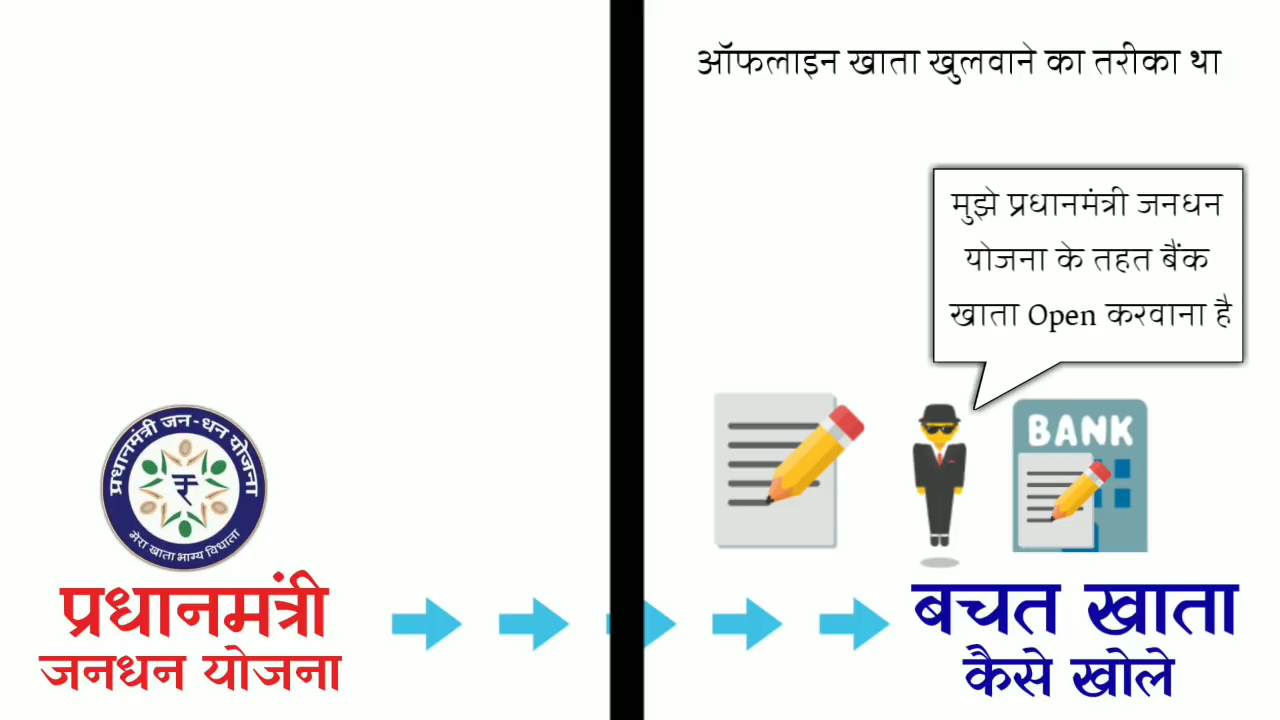 ऑफलाइन खाता खुलवाने का तरीका था
मुझे प्रधानमंत्री जनधन
योजना के तहत बैंक
खाता Open करवाना है
प्रधानमंत्री जन-धन योजना
₹
मेरा खाता भाग्य विधाता
BANK
प्रधानमंत्री
जनधन योजना
बचत खाता
कैसे खोले